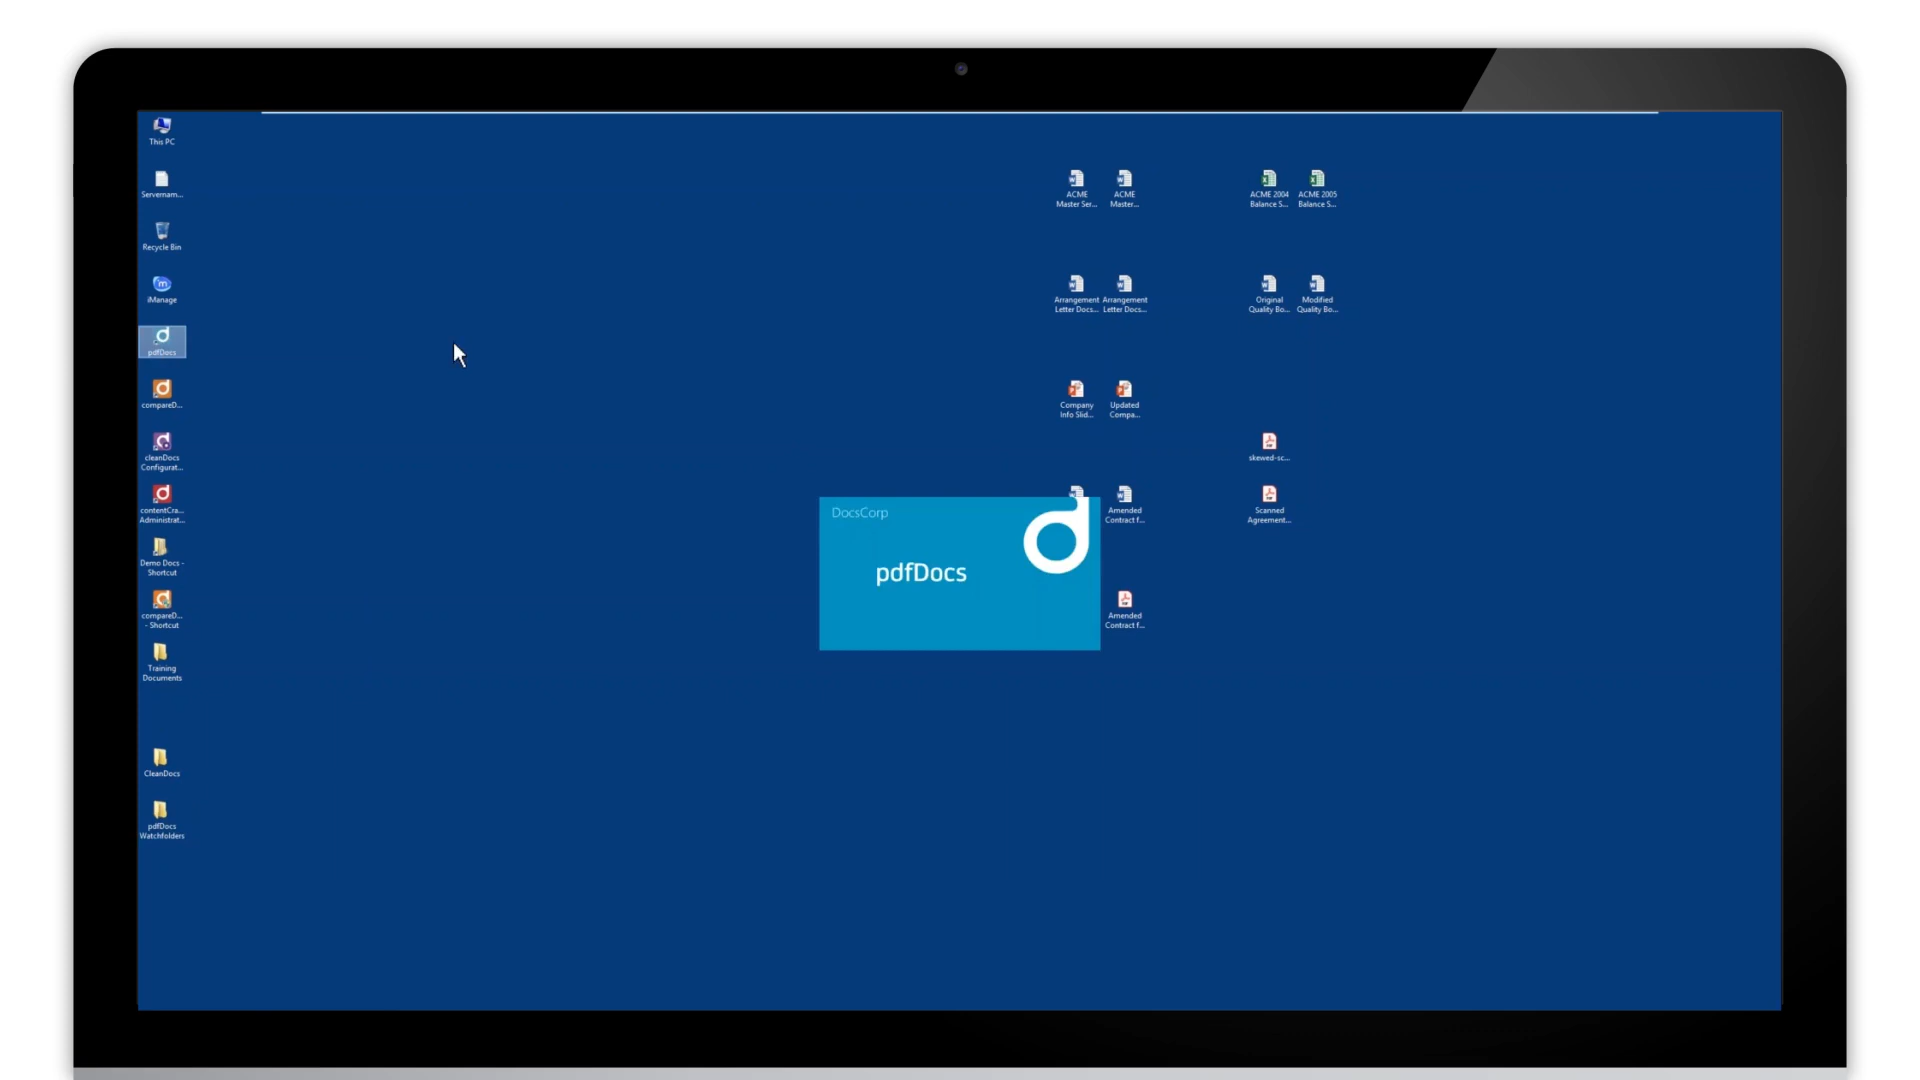 This PC
Servernam...
Recycle Bin
iManage
pdfDocs
compareD...
cleanDocs
Configurat...
contentCra...
Administrat...
Demo Docs -
Shortcut
compareD...
- Shortcut
Training
Documents
CleanDocs
pdfDocs
Watchfolders
ACME
Master Ser...
ACME
Master...
ACME 2004
Balance S...
ACME 2005
Balance S...
Arrangement
Letter Docs...
Arrangement
Letter Docs...
Original
Quality Bo...
Modified
Quality Bo...
Company
Info Slid...
Updated
Compa...
skewed-sc...
Amended
Contract f...
Scanned
Agreement...
DocsCorp
pdfDocs
Amended
Contract f...